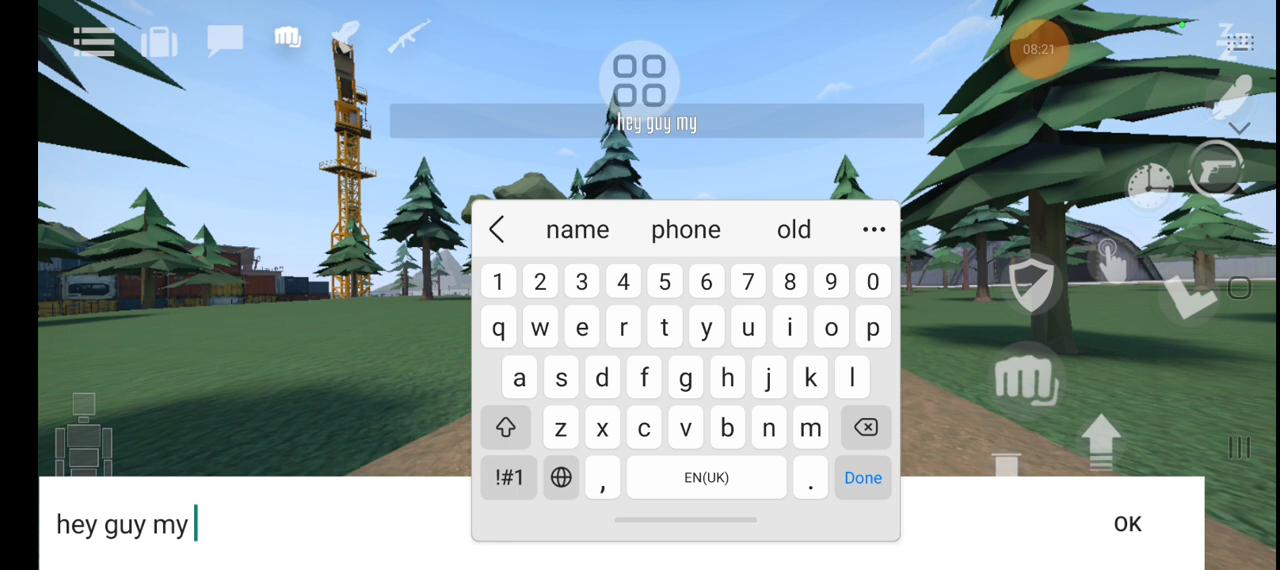 08:21
hey guy my
name phone old
1 2 3 4 5 6 7 8 9 0
q w e r t y u i o p
a s d f g h j k l
z x c v b n m
!#1 , EN(UK) . Done
hey guy my
OK